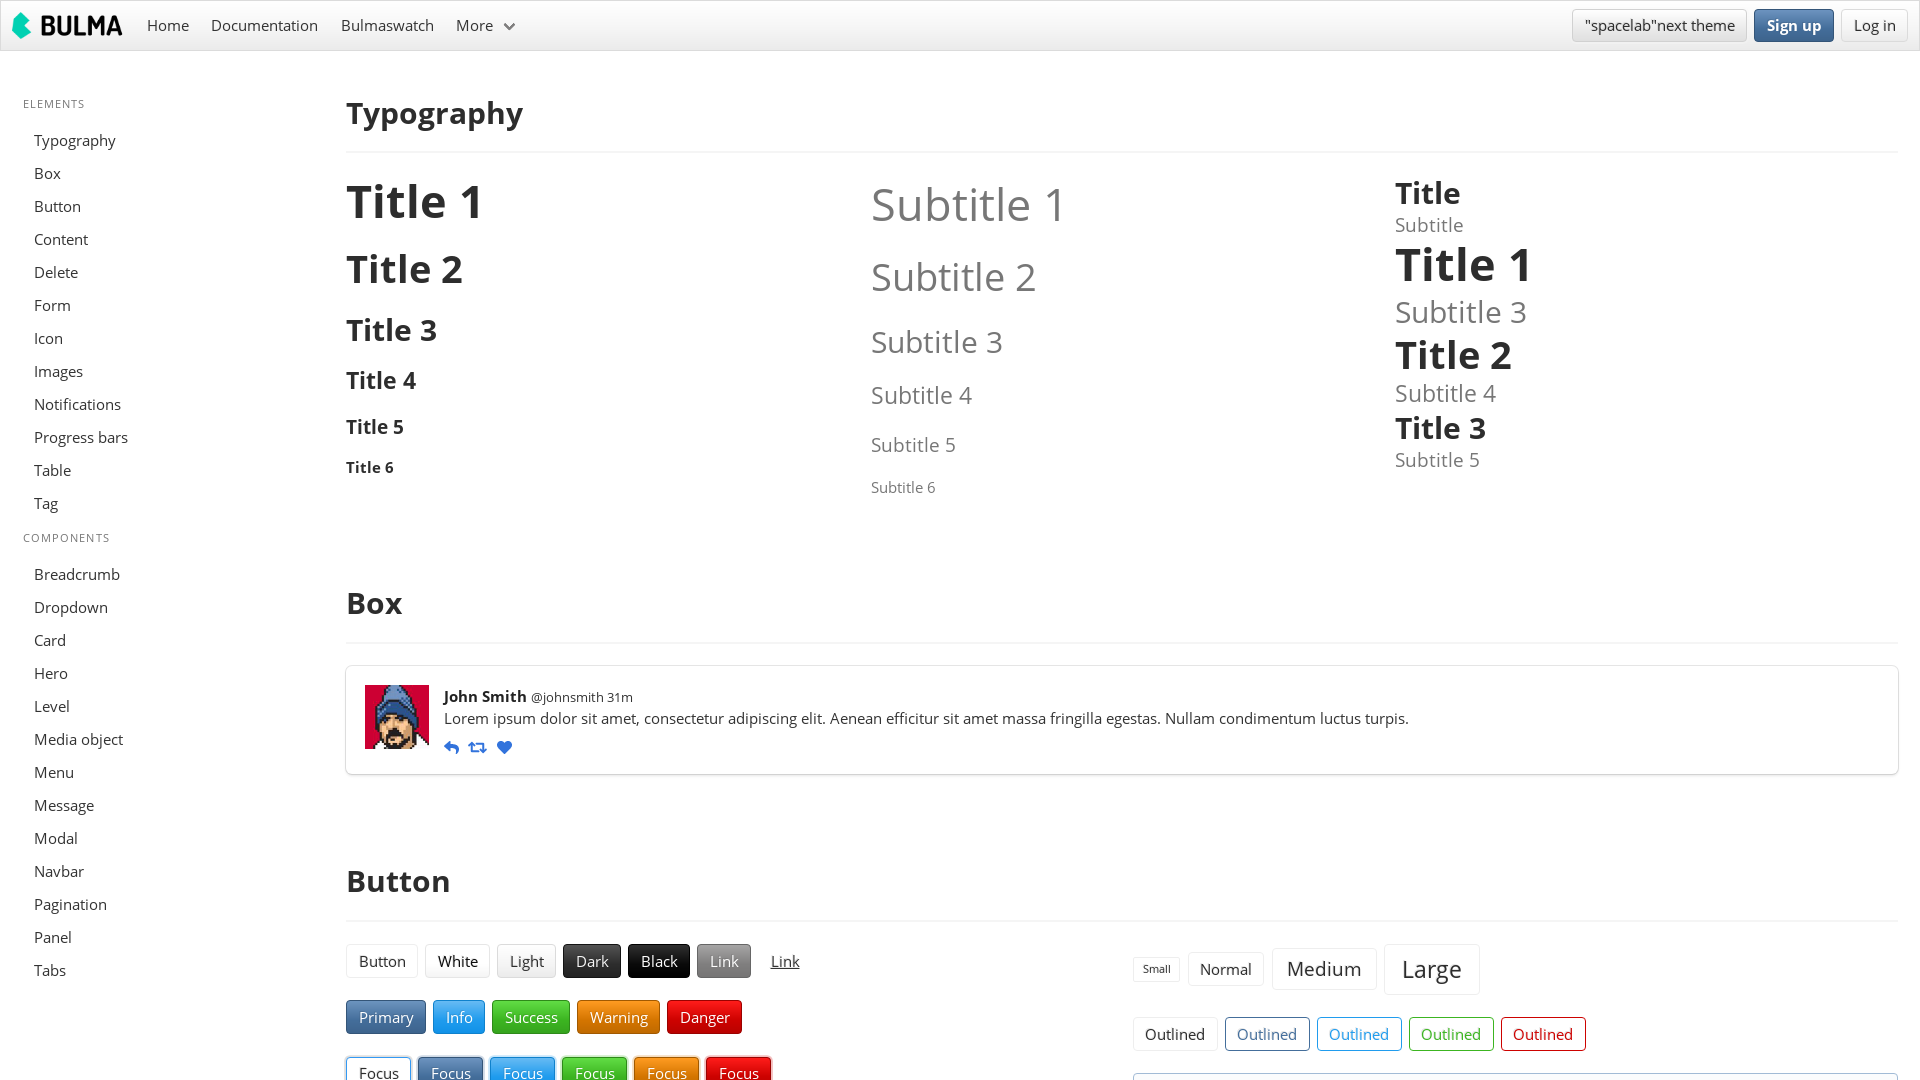 BULMA Home Documentation Bulmaswatch More "spacelab"next theme Sign up Log in
ELEMENTS
Typography
Box
Button
Content
Delete
Form
Icon
Images
Notifications
Progress bars
Table
Tag
COMPONENTS
Breadcrumb
Dropdown
Card
Hero
Level
Media object
Menu
Message
Modal
Navbar
Pagination
Panel
Tabs
Typography
Title 1
Title 2
Title 3
Title 4
Title 5
Title 6
Subtitle 1
Subtitle 2
Subtitle 3
Subtitle 4
Subtitle 5
Subtitle 6
Title
Subtitle
Title 1
Subtitle 3
Title 2
Subtitle 4
Title 3
Subtitle 5
Box
John Smith @johnsmith 31m
Lorem ipsum dolor sit amet, consectetur adipiscing elit. Aenean efficitur sit amet massa fringilla egestas. Nullam condimentum luctus turpis.
Button
Button White Light Dark Black Link Link
Primary Info Success Warning Danger
Focus Focus Focus Focus Focus Focus
Small Normal Medium Large
Outlined Outlined Outlined Outlined Outlined